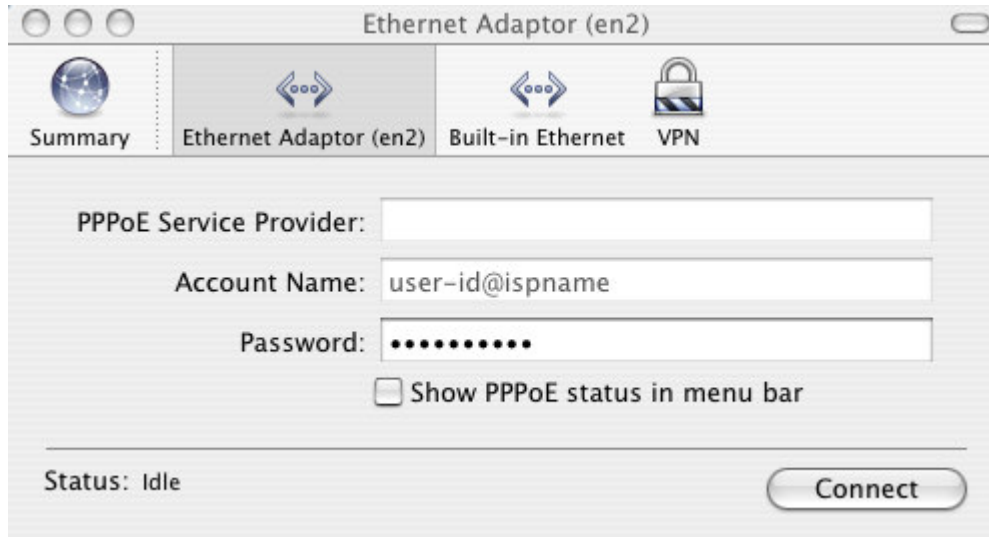 Ethernet Adaptor (en2)
Summary
Ethernet Adaptor (en2)
Built-in Ethernet
VPN
PPPoE Service Provider:
Account Name: user-id@ispname
Password: ••••••••••
Show PPPoE status in menu bar
Status: Idle
Connect